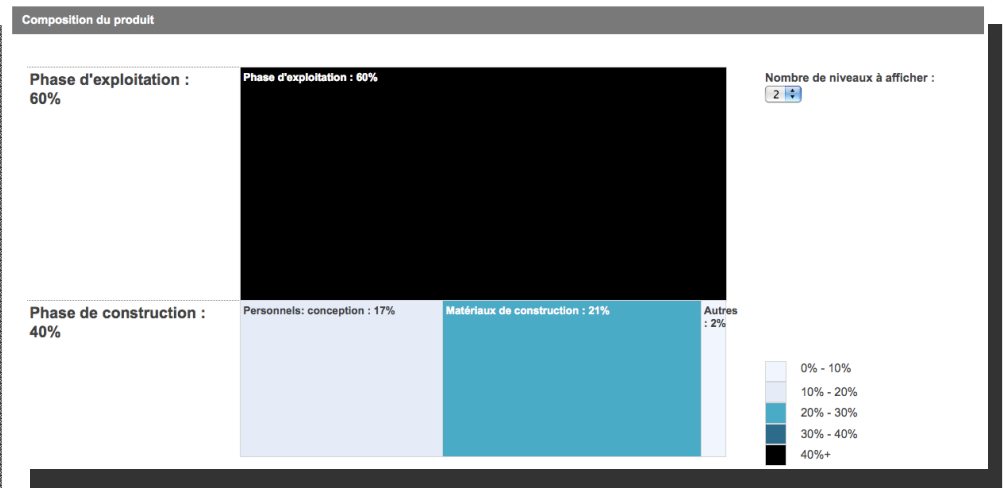 Composition du produit
Phase d'exploitation :
60%
Phase d'exploitation : 60%
Nombre de niveaux à afficher :
2
Phase de construction :
40%
Personnels: conception : 17%
Matériaux de construction : 21%
Autres
: 2%
0% - 10%
10% - 20%
20% - 30%
30% - 40%
40%+